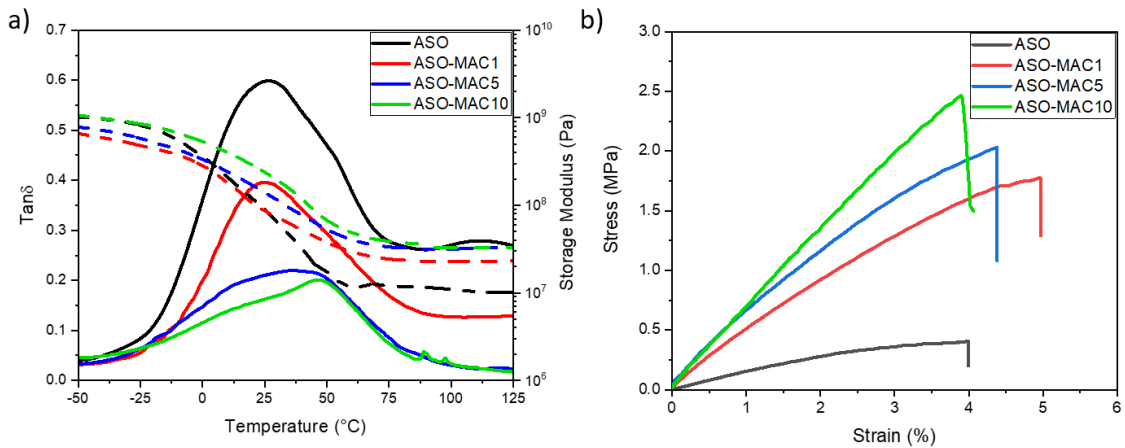 a)
0.7
0.6
0.5
0.4
0.3
0.2
0.1
0.0
Tanδ
-50
-25
0
25
50
75
100
125
Temperature (°C)
10^10
10^9
10^8
10^7
10^6
Storage Modulus (Pa)
ASO
ASO-MAC1
ASO-MAC5
ASO-MAC10
b)
3.0
2.5
2.0
1.5
1.0
0.5
0.0
Stress (MPa)
0
1
2
3
4
5
6
Strain (%)
ASO
ASO-MAC1
ASO-MAC5
ASO-MAC10